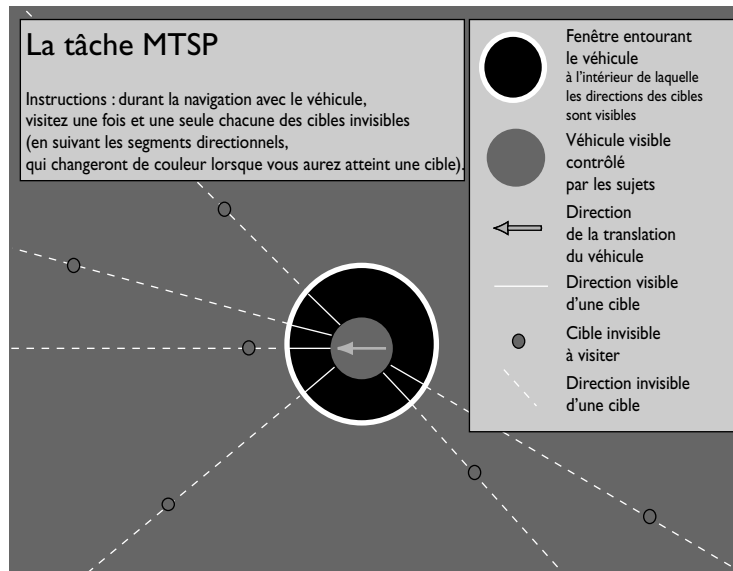 La tâche MTSP
Instructions : durant la navigation avec le véhicule,
visitez une fois et une seule chacune des cibles invisibles
(en suivant les segments directionnels,
qui changeront de couleur lorsque vous aurez atteint une cible).
Fenêtre entourant
le véhicule
à l'intérieur de laquelle
les directions des cibles
sont visibles
Véhicule visible
contrôlé
par les sujets
Direction
de la translation
du véhicule
Direction visible
d'une cible
Cible invisible
à visiter
Direction invisible
d'une cible